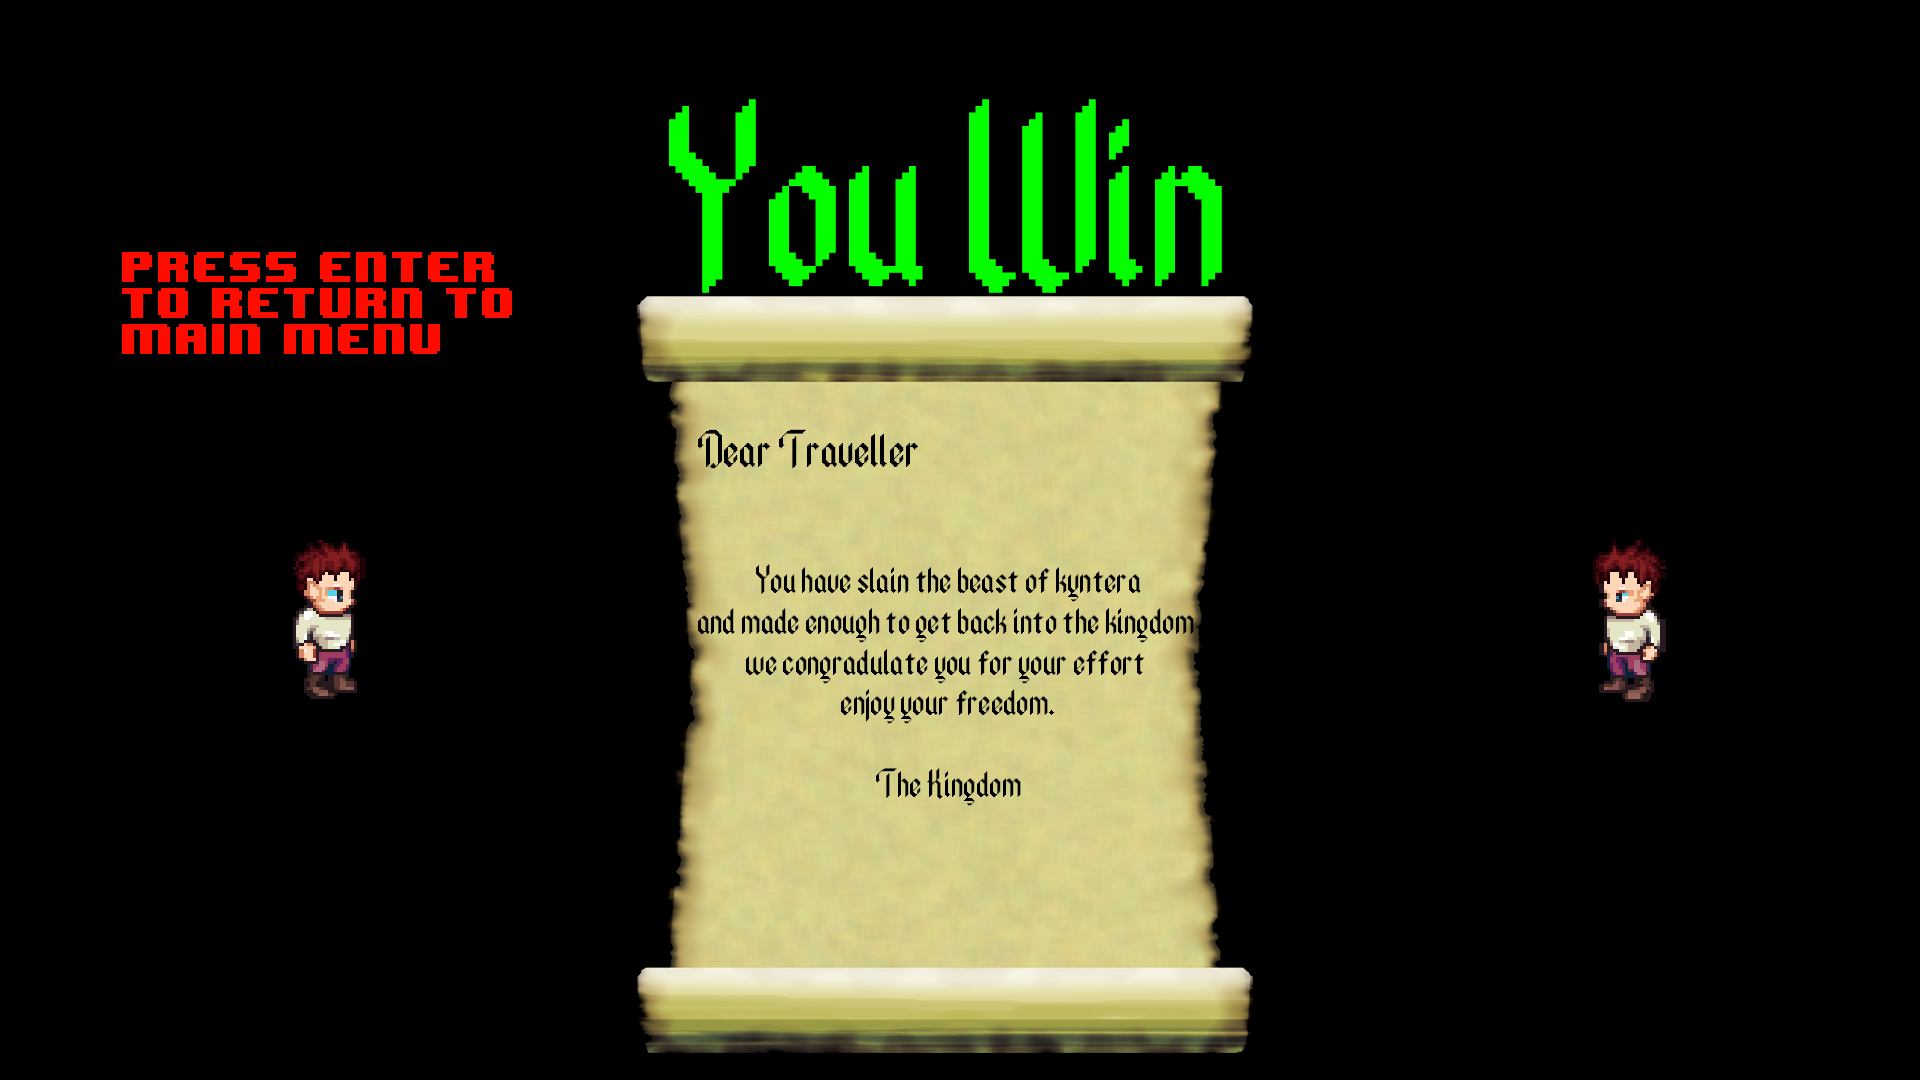 You Win
PRESS ENTER
TO RETURN TO
MAIN MENU
Dear Traveller
You have slain the beast of kyntera
and made enough to get back into the kingdom
we congradulate you for your effort
enjoy your freedom.
The Kingdom